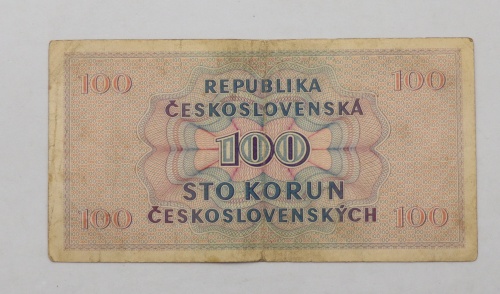 100 100
REPUBLIKA
ČESKOSLOVENSKÁ
100
STO KORUN
ČESKOSLOVENSKÝCH
100 100